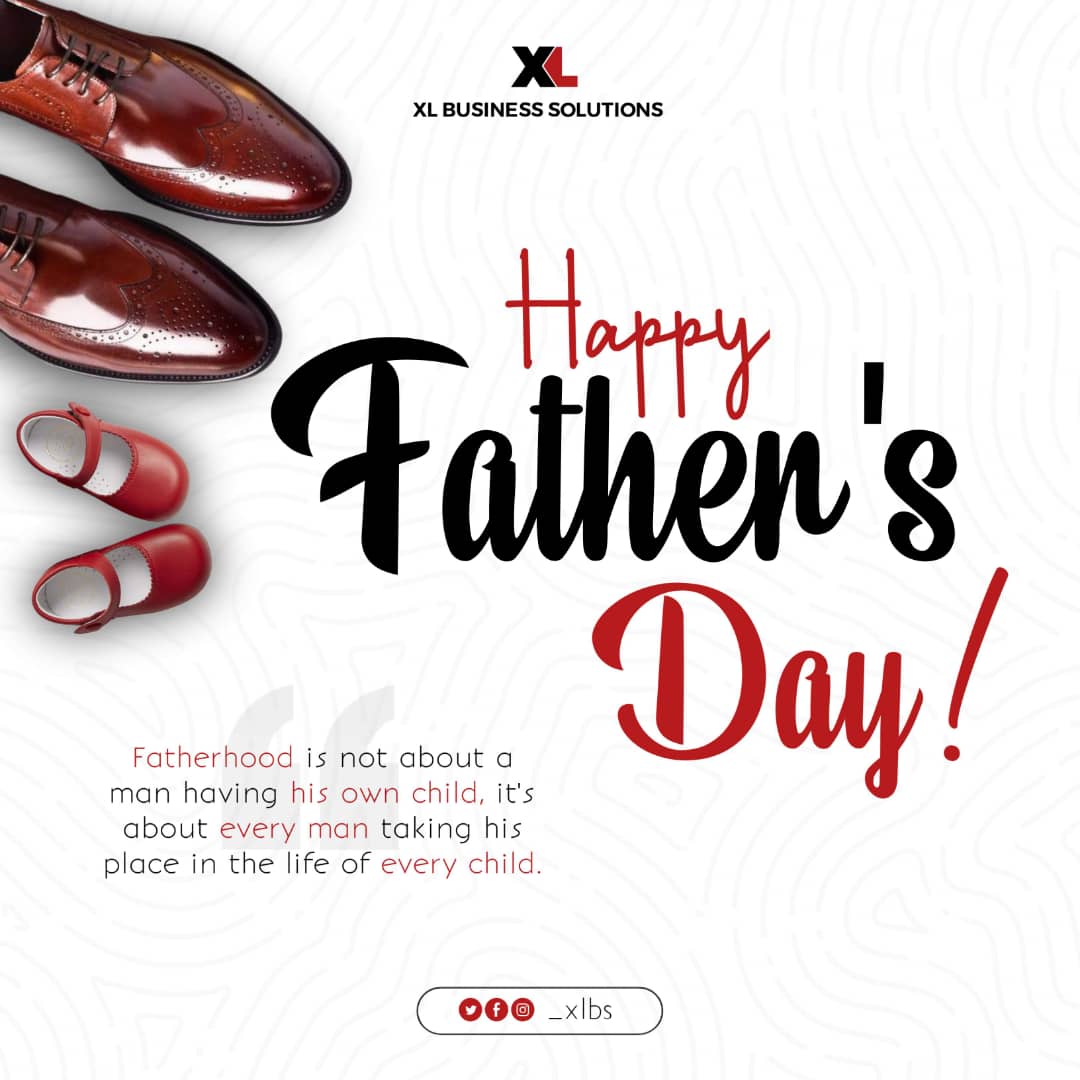 XL
XL BUSINESS SOLUTIONS
Happy
Father's
Day!
Fatherhood is not about a
man having his own child, it's
about every man taking his
place in the life of every child.
_xlbs